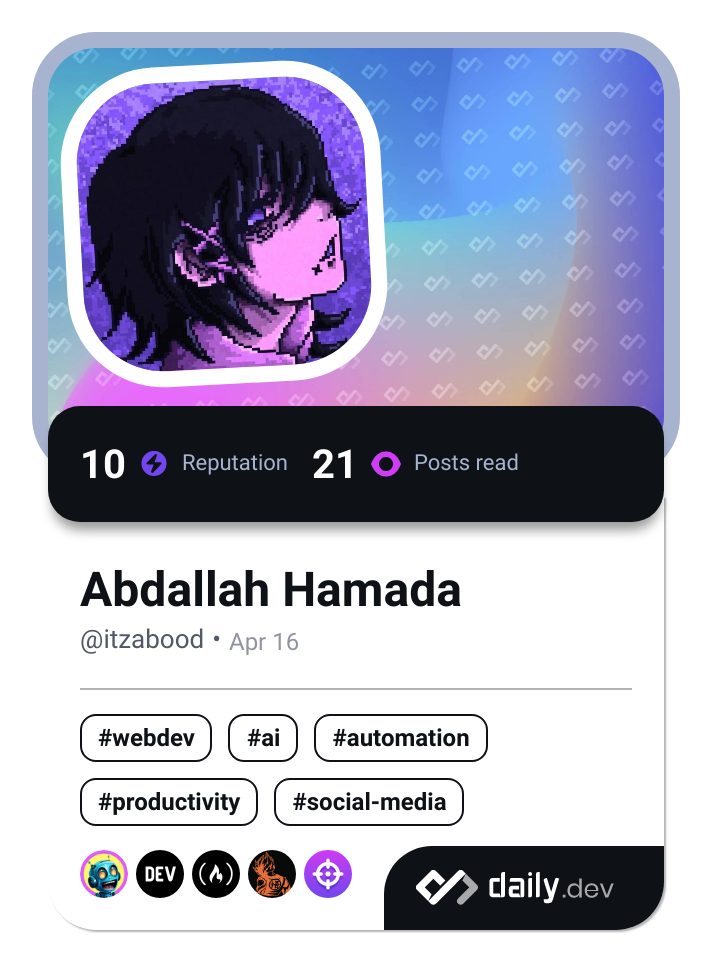 10 Reputation 21 Posts read
Abdallah Hamada
@itzabood • Apr 16
#webdev #ai #automation
#productivity #social-media
DEV
daily.dev